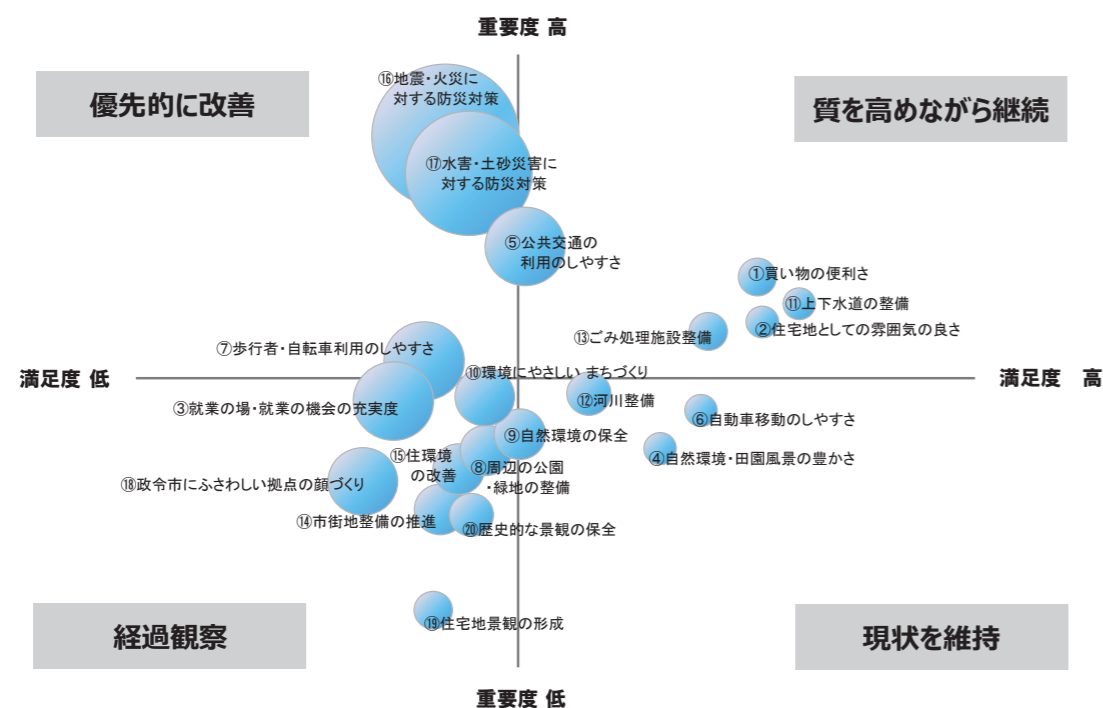 重要度 高
優先的に改善
質を高めながら継続
⑯地震・火災に
対する防災対策
⑰水害・土砂災害に
対する防災対策
⑤公共交通の
利用のしやすさ
①買い物の便利さ
⑪上下水道の整備
②住宅地としての雰囲気の良さ
⑬ごみ処理施設整備
⑦歩行者・自転車利用のしやすさ
⑩環境にやさしい まちづくり
満足度 低
満足度 高
③就業の場・就業の機会の充実度
⑫河川整備
⑥自動車移動のしやすさ
⑨自然環境の保全
④自然環境・田園風景の豊かさ
⑮住環境
の改善
⑧周辺の公園
・緑地の整備
⑱政令市にふさわしい拠点の顔づくり
⑭市街地整備の推進
⑳歴史的な景観の保全
⑲住宅地景観の形成
経過観察
現状を維持
重要度 低